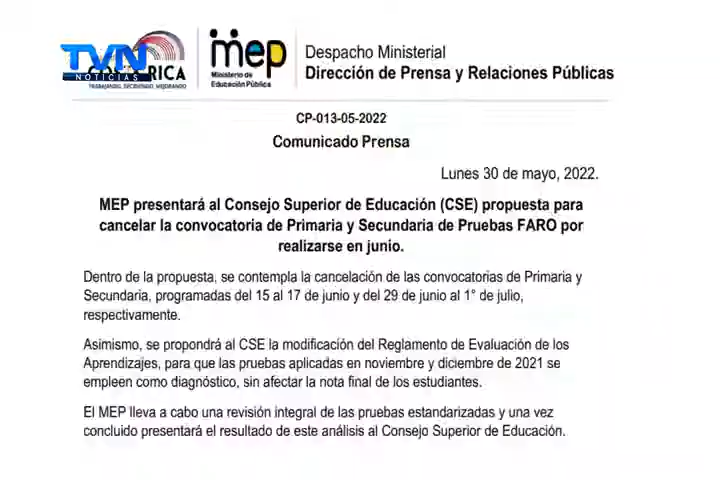 TVN
NOTICIAS
RICA
TRABAJANDO, DECIDIENDO, MEJORANDO
mep
Ministerio de
Educación Pública
Despacho Ministerial
Dirección de Prensa y Relaciones Públicas
CP-013-05-2022
Comunicado Prensa
Lunes 30 de mayo, 2022.
MEP presentará al Consejo Superior de Educación (CSE) propuesta para
cancelar la convocatoria de Primaria y Secundaria de Pruebas FARO por
realizarse en junio.
Dentro de la propuesta, se contempla la cancelación de las convocatorias de Primaria y
Secundaria, programadas del 15 al 17 de junio y del 29 de junio al 1° de julio,
respectivamente.
Asimismo, se propondrá al CSE la modificación del Reglamento de Evaluación de los
Aprendizajes, para que las pruebas aplicadas en noviembre y diciembre de 2021 se
empleen como diagnóstico, sin afectar la nota final de los estudiantes.
El MEP lleva a cabo una revisión integral de las pruebas estandarizadas y una vez
concluido presentará el resultado de este análisis al Consejo Superior de Educación.